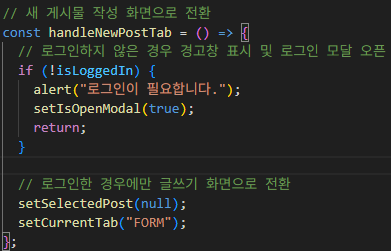 // 새 게시물 작성 화면으로 전환
const handleNewPostTab = () => {
  // 로그인하지 않은 경우 경고창 표시 및 로그인 모달 오픈
  if (!isLoggedIn) {
    alert("로그인이 필요합니다.");
    setIsOpenModal(true);
    return;
  }

  // 로그인한 경우에만 글쓰기 화면으로 전환
  setSelectedPost(null);
  setCurrentTab("FORM");
};